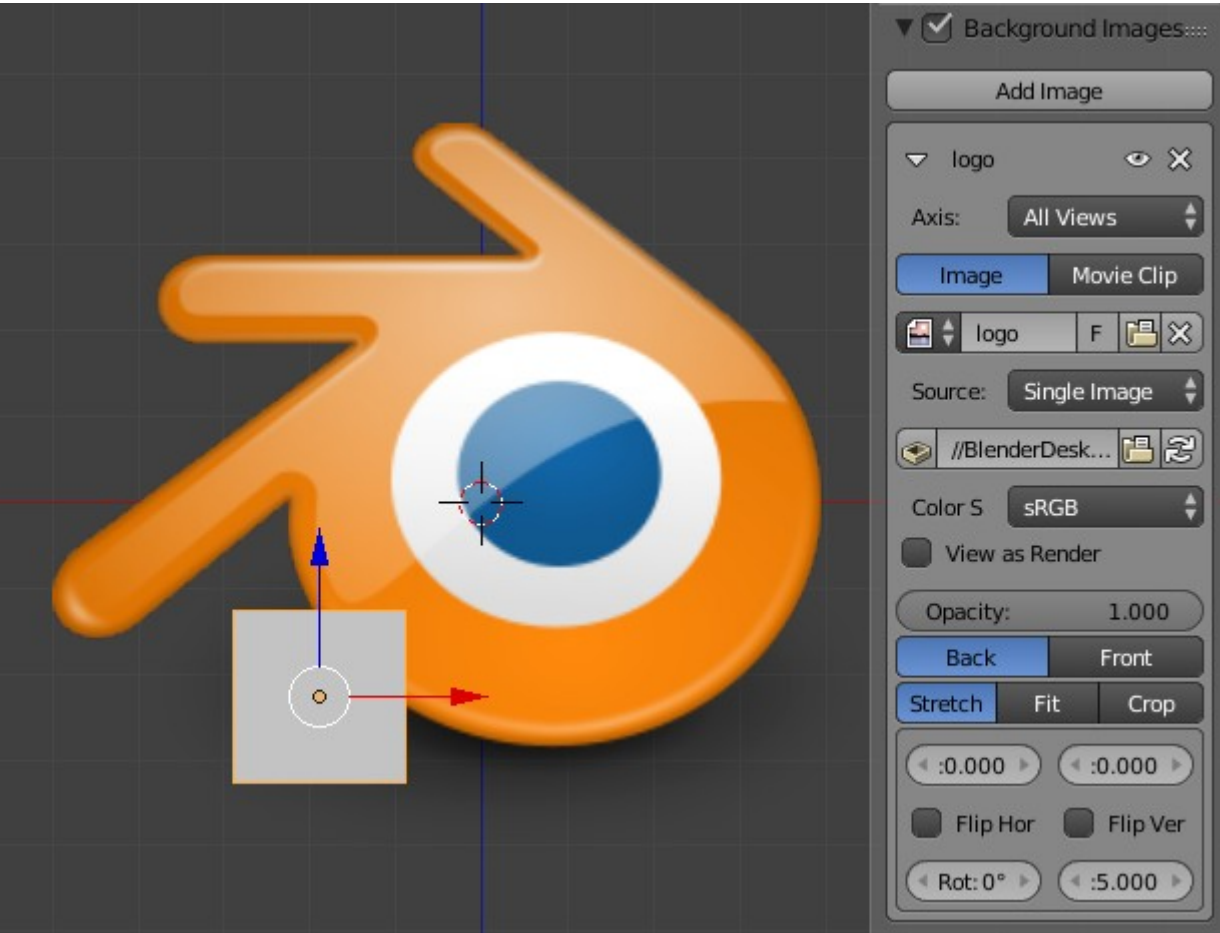 Background Images
Add Image
logo
Axis: All Views
Image Movie Clip
logo F
Source: Single Image
//BlenderDesk...
Color S sRGB
View as Render
Opacity: 1.000
Back Front
Stretch Fit Crop
:0.000 :0.000
Flip Hor Flip Ver
Rot: 0° :5.000